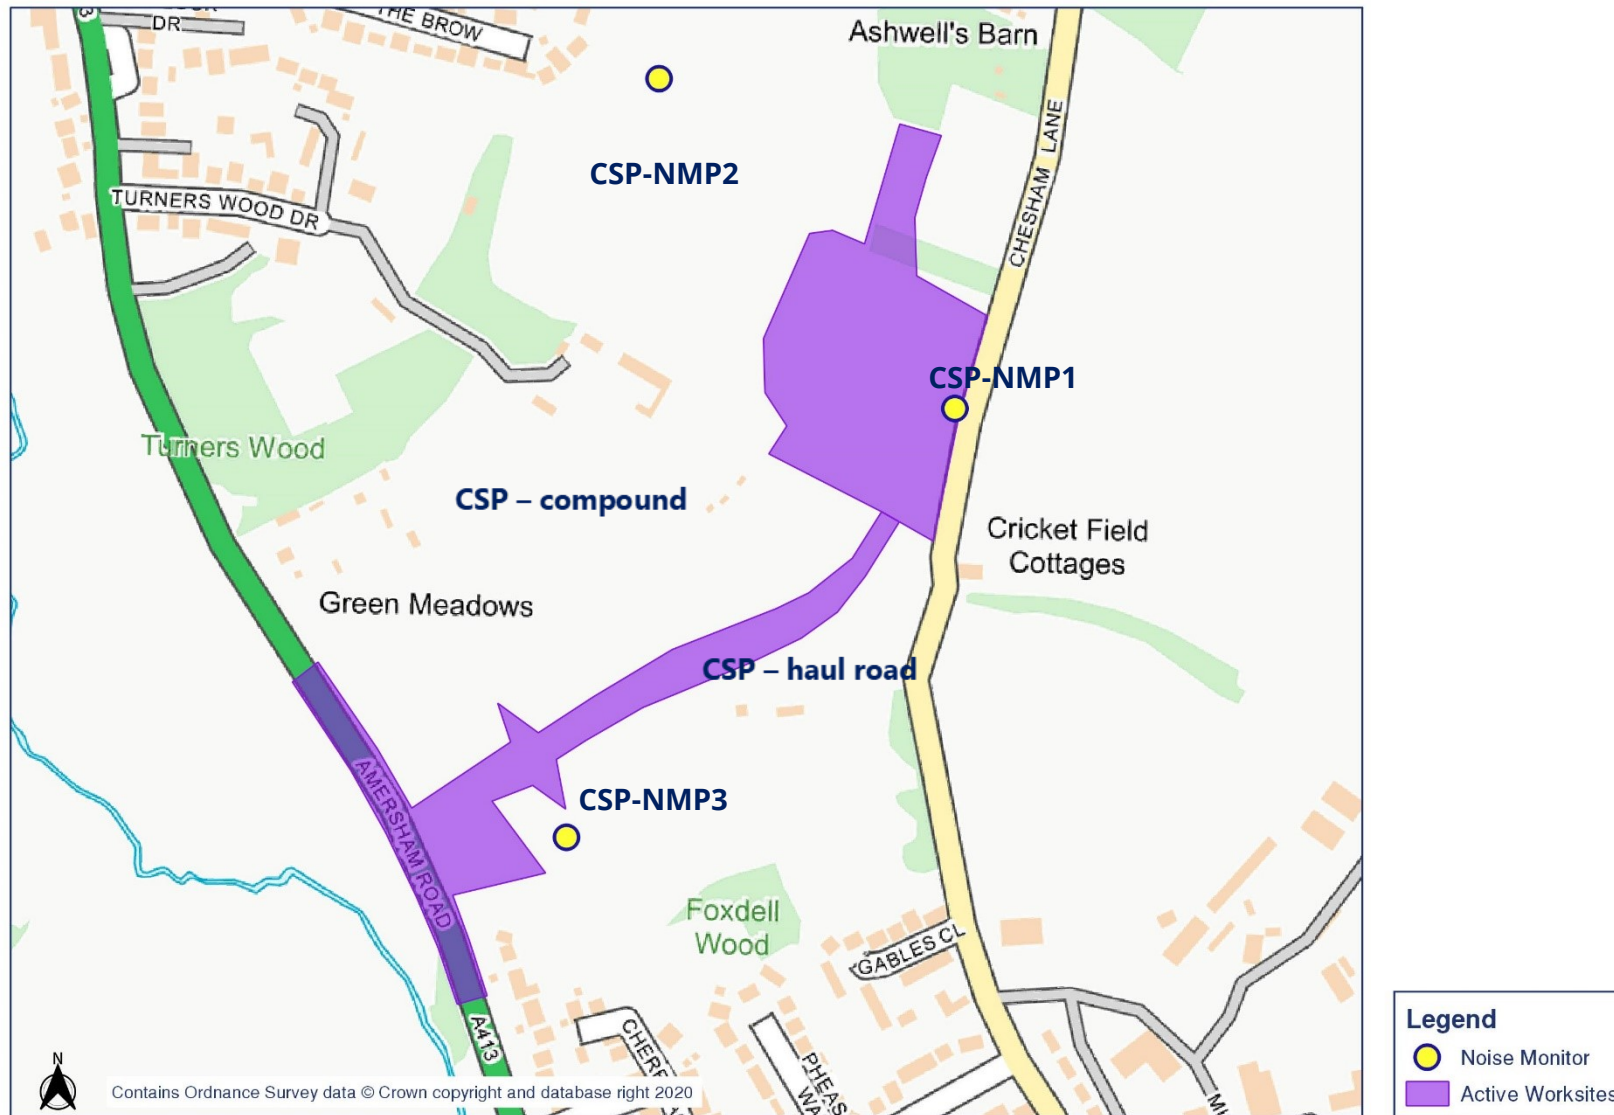 DR
THE BROW
Ashwell's Barn
CSP-NMP2
CHESHAM LANE
TURNERS WOOD DR
CSP-NMP1
Turners Wood
CSP – compound
Cricket Field
Cottages
Green Meadows
CSP – haul road
AMERSHAM ROAD
CSP-NMP3
Foxdell
Wood
GABLES CL
A413
N
Contains Ordnance Survey data © Crown copyright and database right 2020
Legend
Noise Monitor
Active Worksites